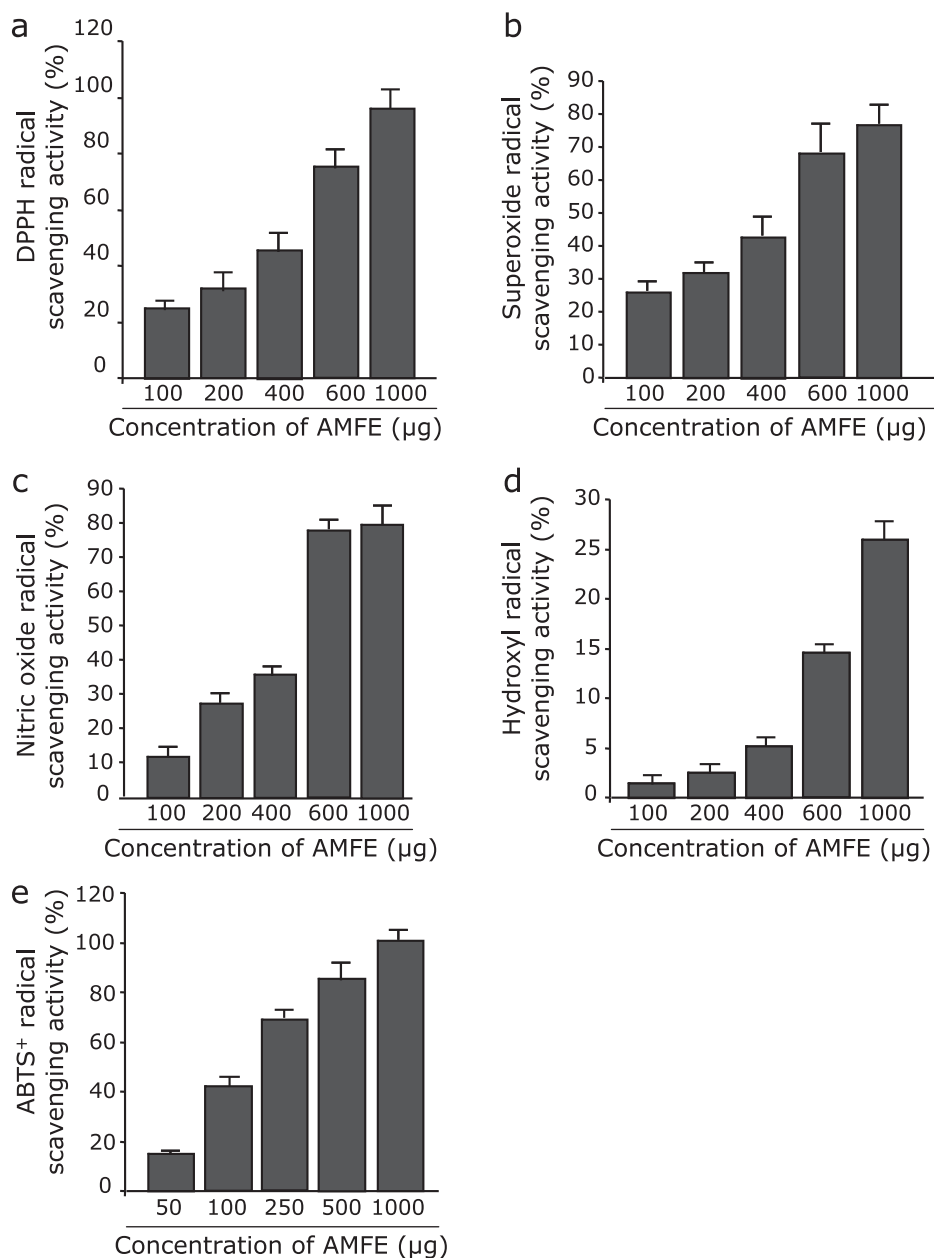 a
DPPH radical
scavenging activity (%)
120
100
80
60
40
20
0
100 200 400 600 1000
Concentration of AMFE (µg)
b
Superoxide radical
scavenging activity (%)
90
80
70
60
50
40
30
20
10
0
100 200 400 600 1000
Concentration of AMFE (µg)
c
Nitric oxide radical
scavenging activity (%)
90
80
70
60
50
40
30
20
10
0
100 200 400 600 1000
Concentration of AMFE (µg)
d
Hydroxyl radical
scavenging activity (%)
30
25
20
15
10
5
0
100 200 400 600 1000
Concentration of AMFE (µg)
e
ABTS⁺ radical
scavenging activity (%)
120
100
80
60
40
20
0
50 100 250 500 1000
Concentration of AMFE (µg)